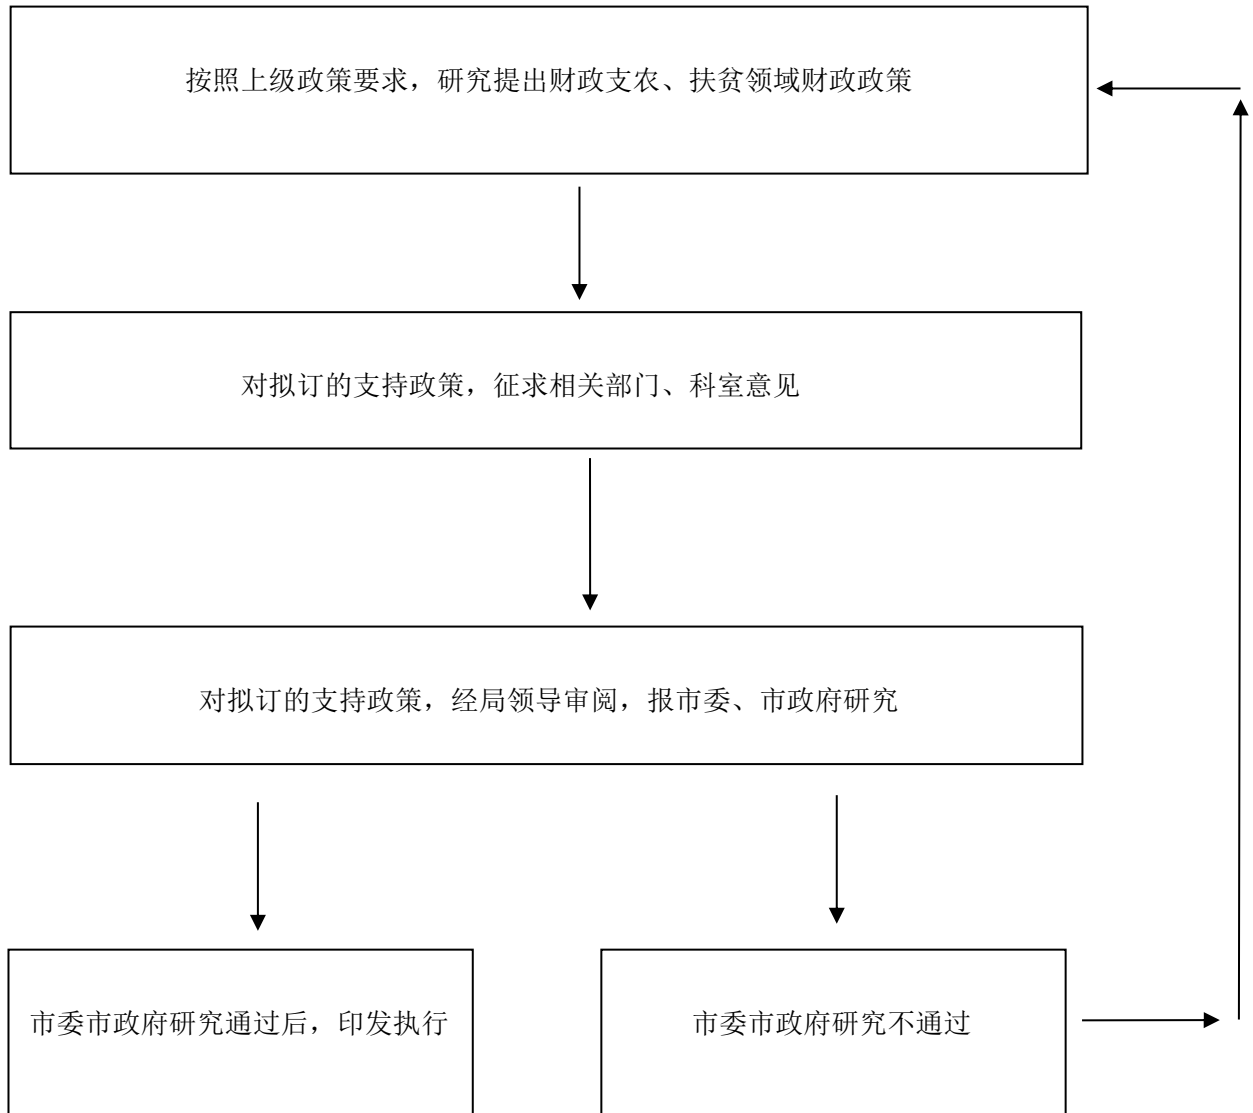 按照上级政策要求，研究提出财政支农、扶贫领域财政政策
对拟订的支持政策，征求相关部门、科室意见
对拟订的支持政策，经局领导审阅，报市委、市政府研究
市委市政府研究通过后，印发执行
市委市政府研究不通过